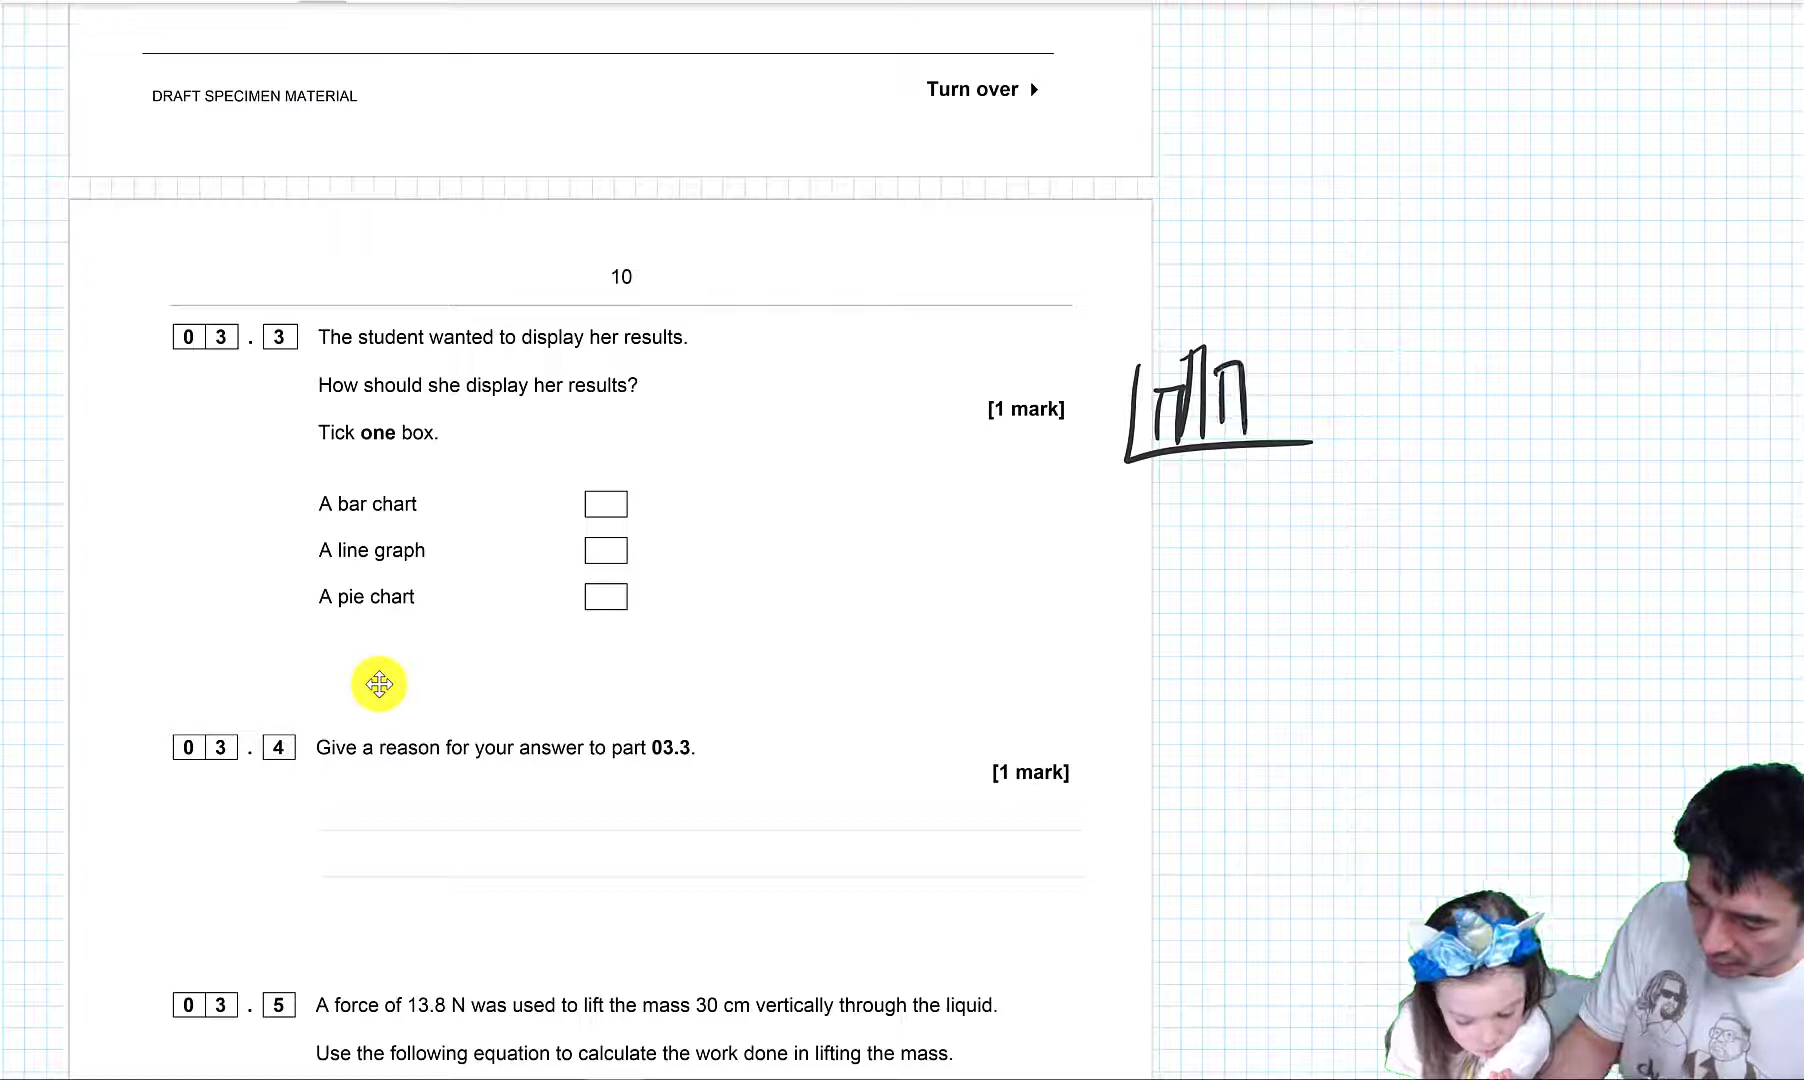 DRAFT SPECIMEN MATERIAL
Turn over
10
0 3 . 3 The student wanted to display her results.
How should she display her results?
[1 mark]
Tick one box.
A bar chart
A line graph
A pie chart
0 3 . 4 Give a reason for your answer to part 03.3.
[1 mark]
0 3 . 5 A force of 13.8 N was used to lift the mass 30 cm vertically through the liquid.
Use the following equation to calculate the work done in lifting the mass.